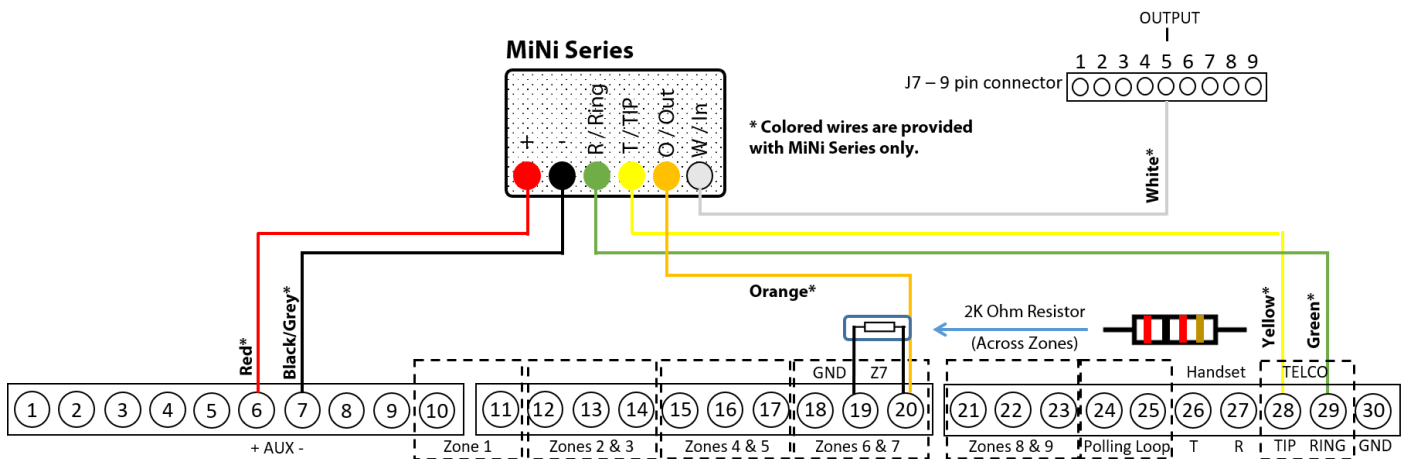 OUTPUT
1 2 3 4 5 6 7 8 9
J7 – 9 pin connector
MiNi Series
+
-
R / Ring
T / TIP
O / Out
W / In
* Colored wires are provided
with MiNi Series only.
White*
Orange*
Red*
Black/Grey*
2K Ohm Resistor
(Across Zones)
Yellow*
Green*
GND Z7
Handset
TELCO
1 2 3 4 5 6 7 8 9 10 11 12 13 14 15 16 17 18 19 20 21 22 23 24 25 26 27 28 29 30
+ AUX - Zone 1 Zones 2 & 3 Zones 4 & 5 Zones 6 & 7 Zones 8 & 9 Polling Loop T R TIP RING GND